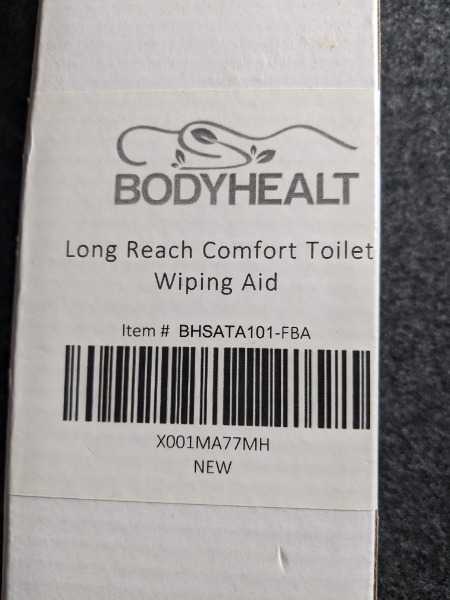 BODYHEALT
Long Reach Comfort Toilet
Wiping Aid
Item # BHSATA101-FBA
X001MA77MH
NEW